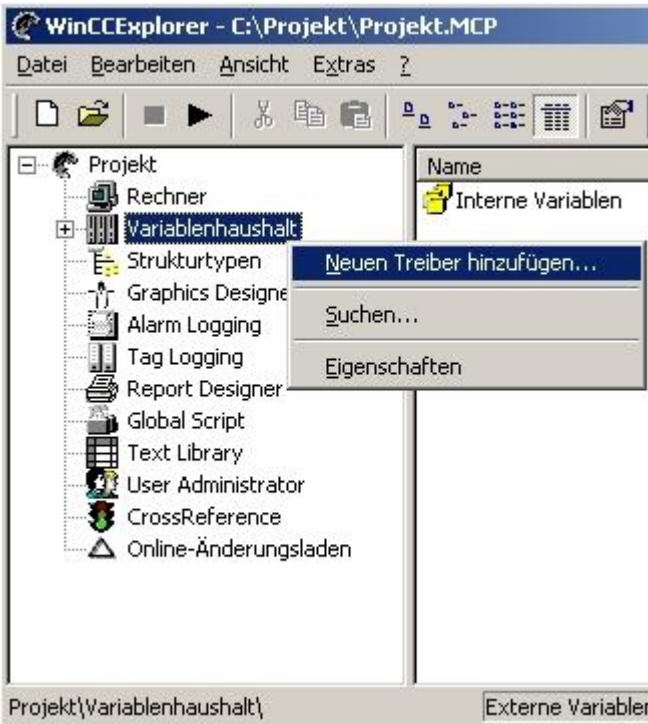 WinCCExplorer - C:\Projekt\Projekt.MCP
Datei Bearbeiten Ansicht Extras ?
Projekt
Name
Rechner
Interne Variablen
Variablenhaushalt
Strukturtypen
Neuen Treiber hinzufügen...
Graphics Designe
Suchen...
Alarm Logging
Tag Logging
Eigenschaften
Report Designer
Global Script
Text Library
User Administrator
CrossReference
Online-Änderungsladen
Projekt\Variablenhaushalt\
Externe Variablen